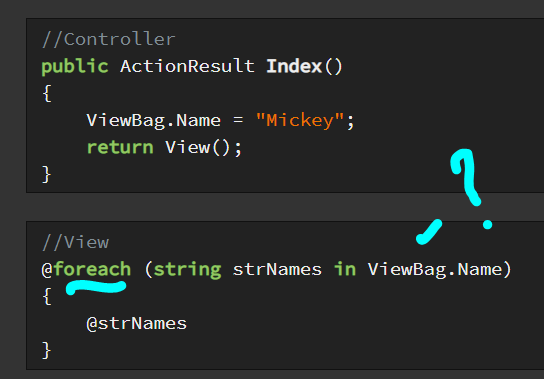 //Controller
public ActionResult Index()
{
    ViewBag.Name = "Mickey";
    return View();
}
?
//View
@foreach (string strNames in ViewBag.Name)
{
    @strNames
}